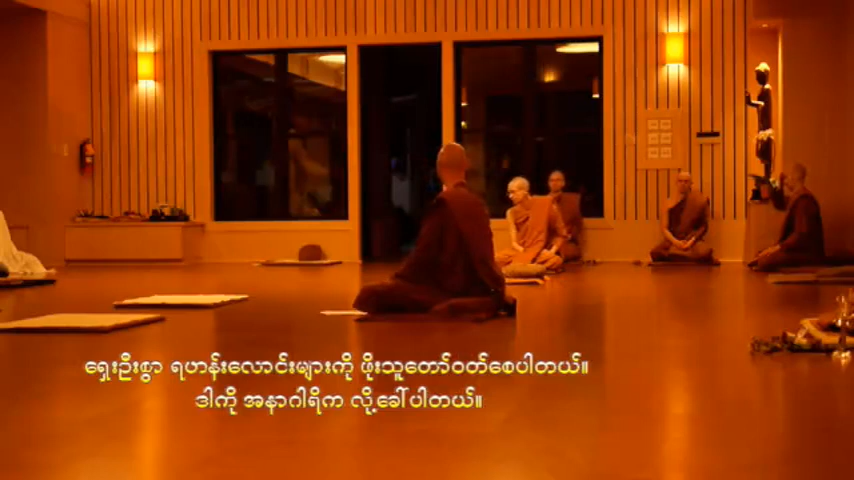 ရှေးဦးစွာ ရဟန်းလောင်းများကို ဖိုးသူတော်ဝတ်စေပါတယ်။
ဒါကို အနာဂါရိက လို့ခေါ်ပါတယ်။